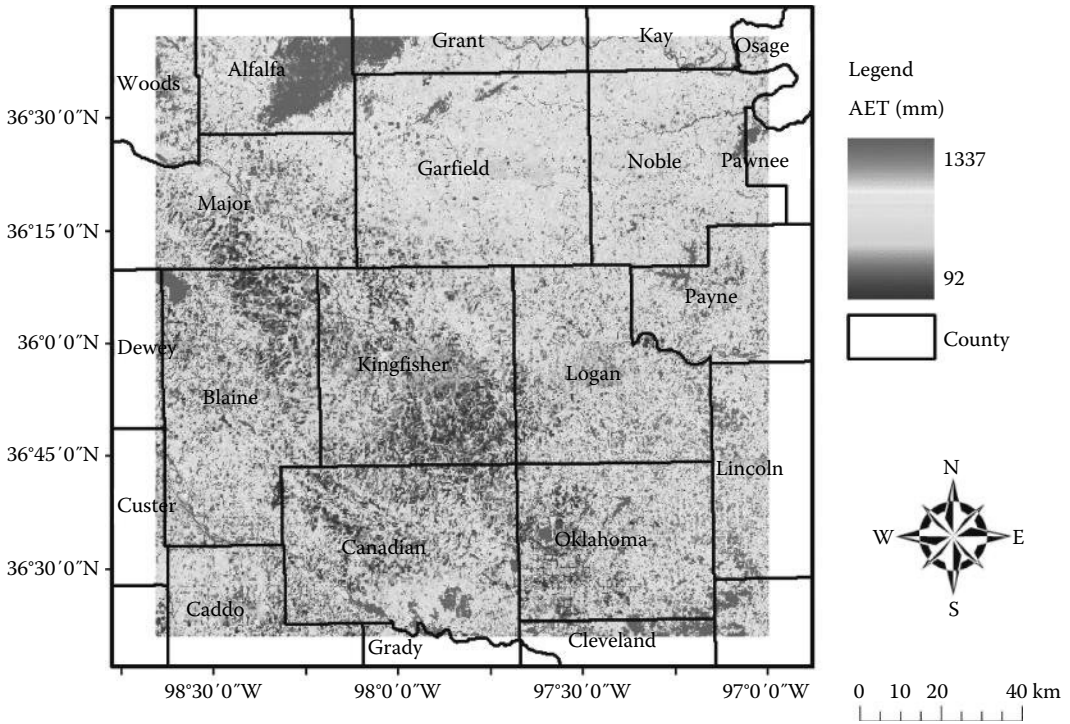 Grant
Kay
Osage
Woods
Alfalfa
Legend
AET (mm)
1337
92
County
36°30′0″N
Garfield
Noble
Pawnee
Major
36°15′0″N
Payne
36°0′0″N
Dewey
Kingfisher
Logan
Blaine
36°45′0″N
Lincoln
Custer
Canadian
Oklahoma
N
W
E
S
36°30′0″N
Caddo
Grady
Cleveland
98°30′0″W
98°0′0″W
97°30′0″W
97°0′0″W
0 10 20 40 km